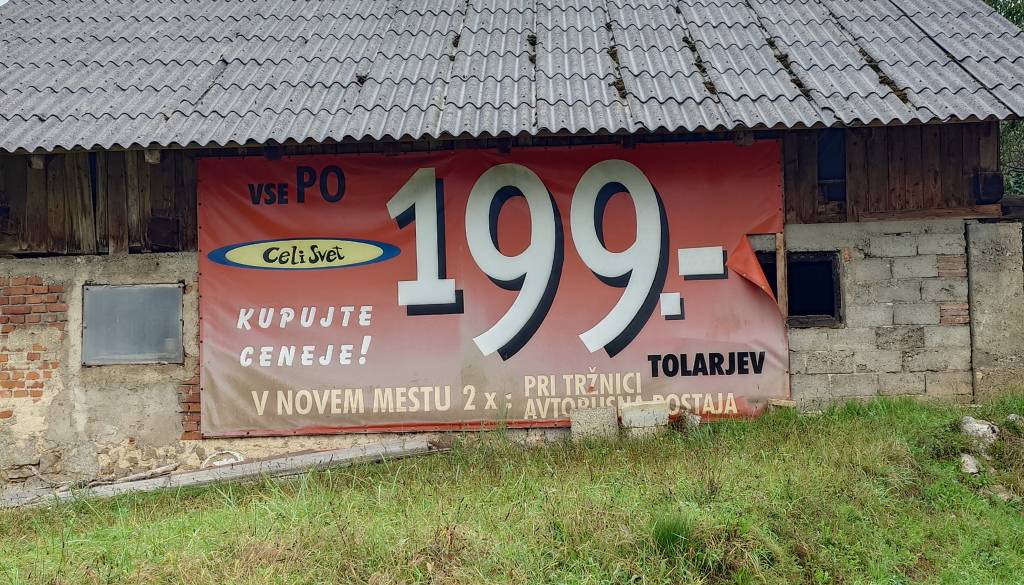 VSE PO
199.-
Celi Svet
KUPUJTE
CENEJE!
TOLARJEV
V NOVEM MESTU 2 x : PRI TRŽNICI
AVTOBUSNA POSTAJA